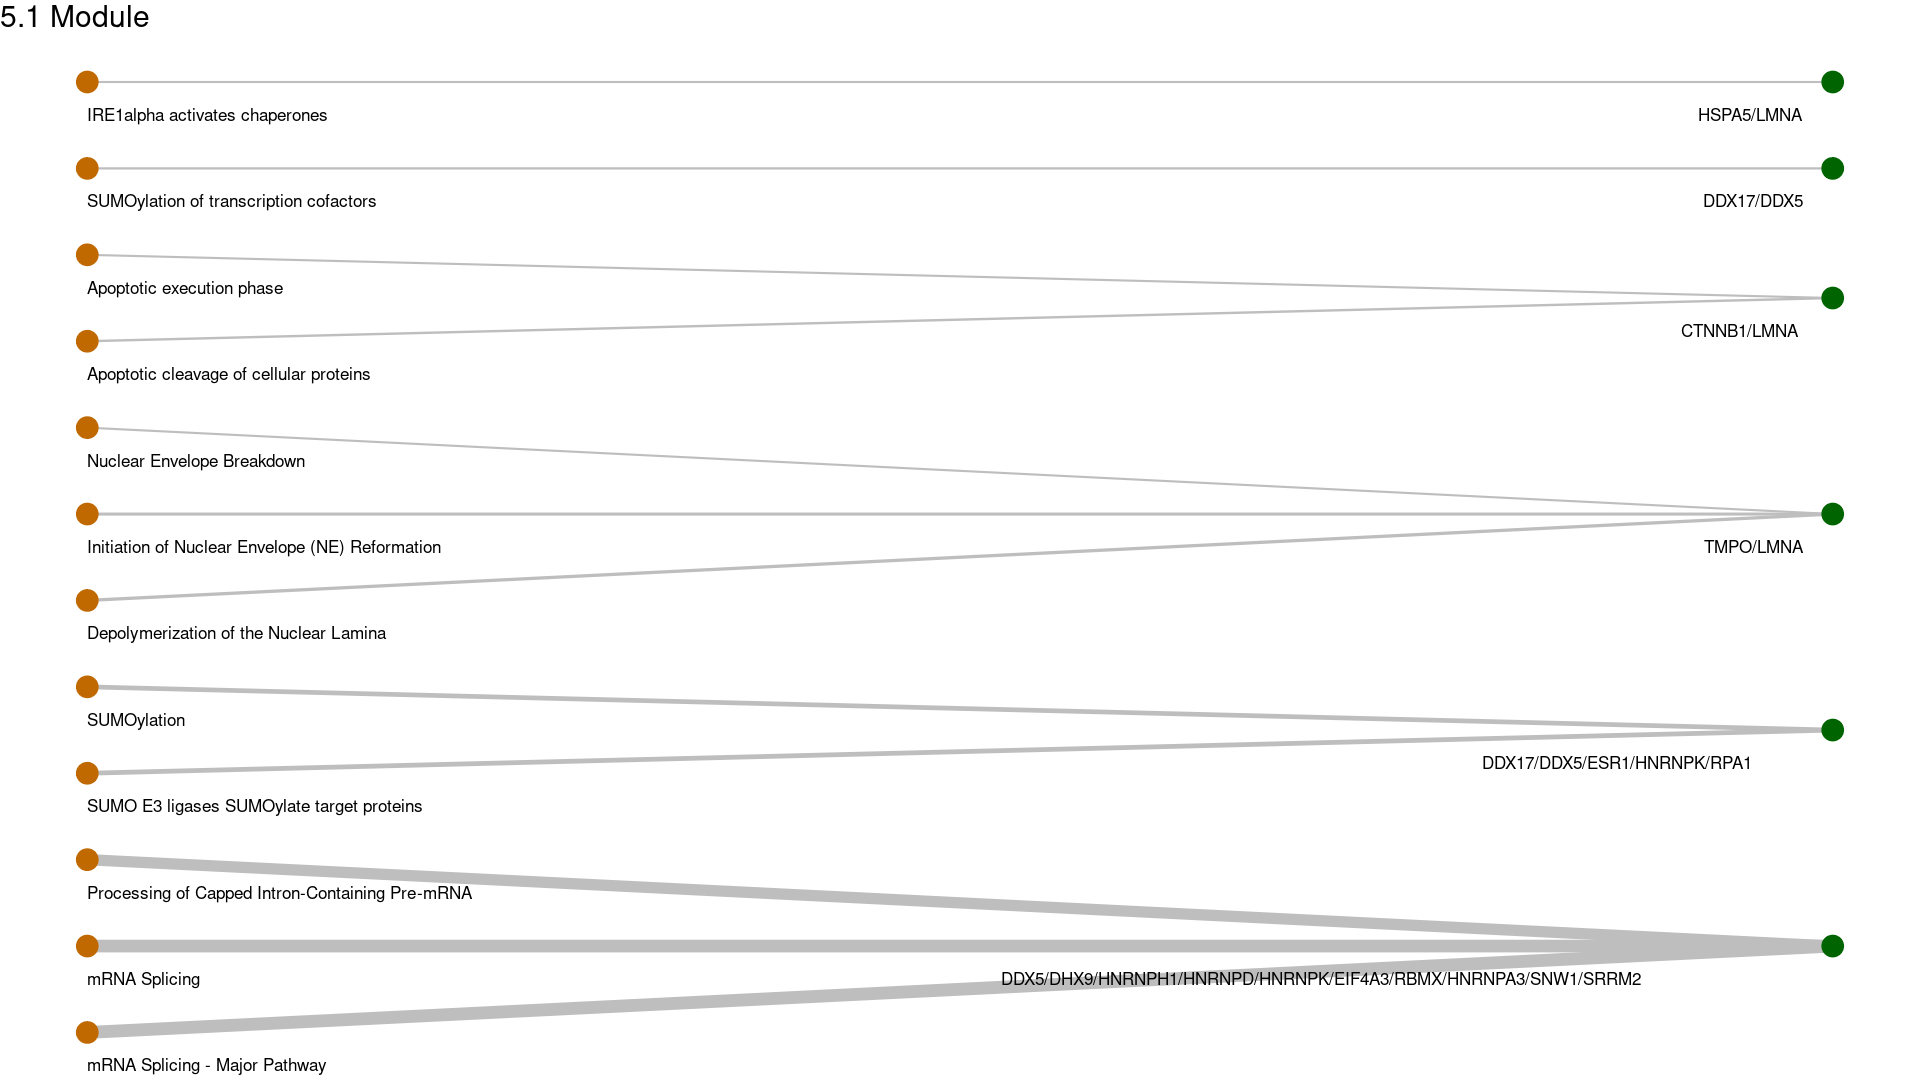 5.1 Module
IRE1alpha activates chaperones
HSPA5/LMNA
SUMOylation of transcription cofactors
DDX17/DDX5
Apoptotic execution phase
CTNNB1/LMNA
Apoptotic cleavage of cellular proteins
Nuclear Envelope Breakdown
Initiation of Nuclear Envelope (NE) Reformation
TMPO/LMNA
Depolymerization of the Nuclear Lamina
SUMOylation
DDX17/DDX5/ESR1/HNRNPK/RPA1
SUMO E3 ligases SUMOylate target proteins
Processing of Capped Intron-Containing Pre-mRNA
mRNA Splicing
DDX5/DHX9/HNRNPH1/HNRNPD/HNRNPK/EIF4A3/RBMX/HNRNPA3/SNW1/SRRM2
mRNA Splicing - Major Pathway